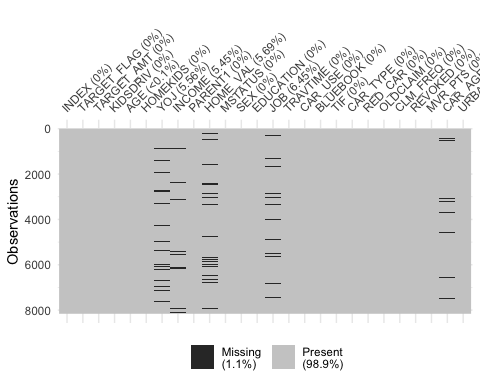 INDEX (0%)
TARGET_FLAG (0%)
TARGET_AMT (0%)
KIDSDRIV (0%)
AGE (<0.1%)
HOMEKIDS (0%)
YOJ (5.56%)
INCOME (5.45%)
PARENT1 (0%)
HOME_VAL (5.69%)
MSTATUS (0%)
SEX (0%)
EDUCATION (0%)
JOB (6.45%)
TRAVTIME (0%)
CAR_USE (0%)
BLUEBOOK (0%)
TIF (0%)
CAR_TYPE (0%)
RED_CAR (0%)
OLDCLAIM (0%)
CLM_FREQ (0%)
REVOKED (0%)
MVR_PTS (0%)
CAR_AGE
URBA
Observations
0
2000
4000
6000
8000
Missing
(1.1%)
Present
(98.9%)